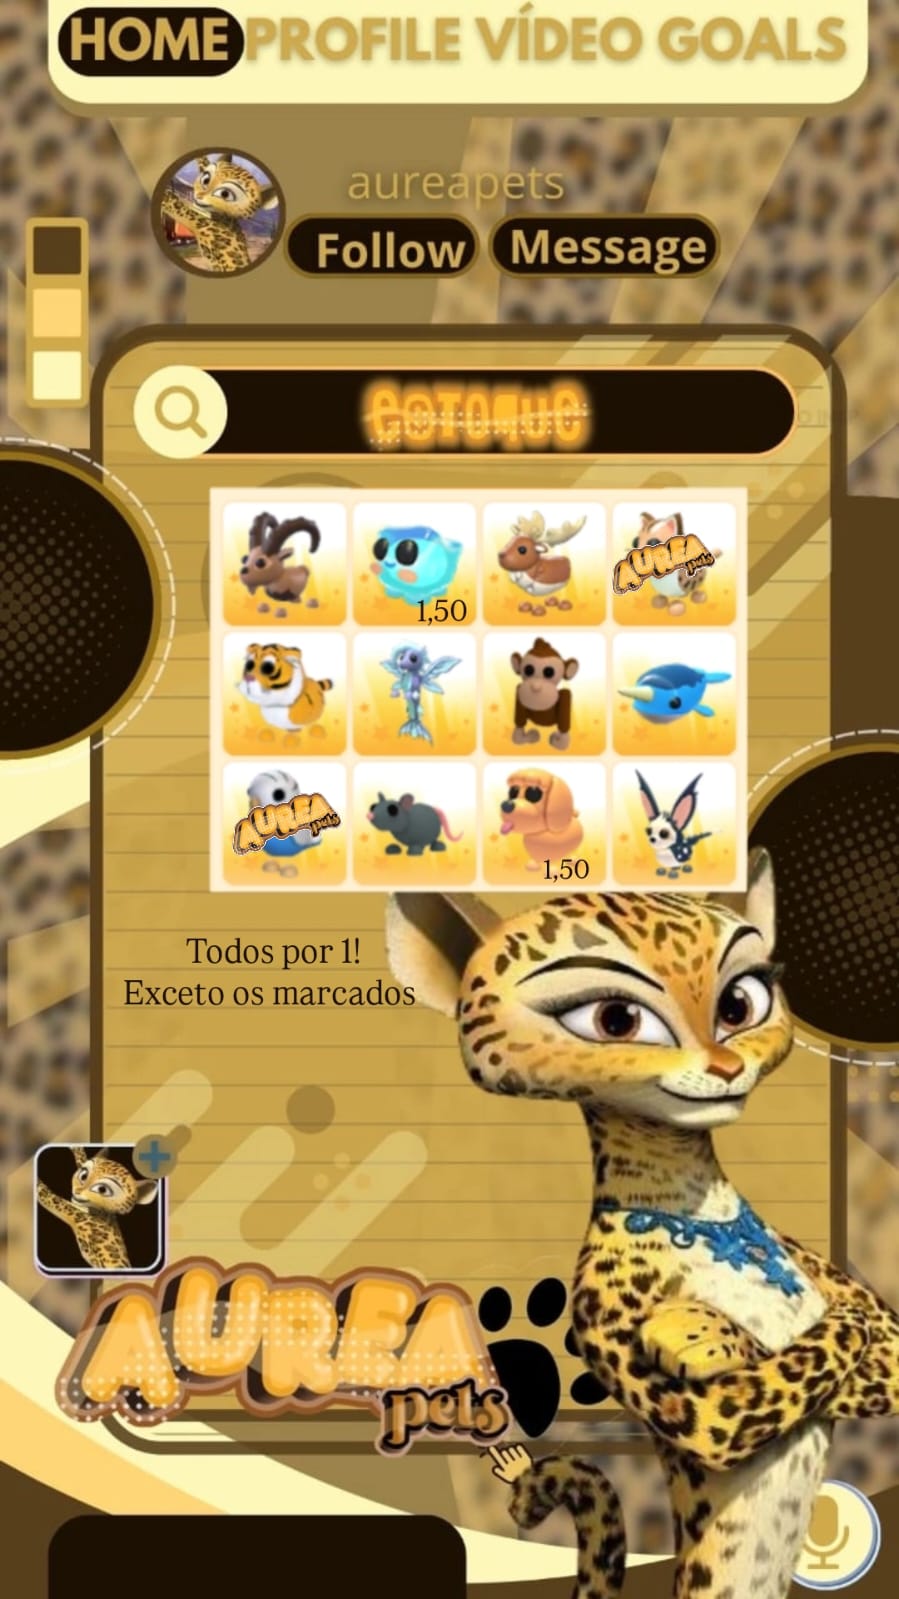 HOME PROFILE VÍDEO GOALS
aureapets
Follow Message
estoque
AUREA
pets
1,50
AUREA
pets
1,50
Todos por 1!
Exceto os marcados
AUREA
pets